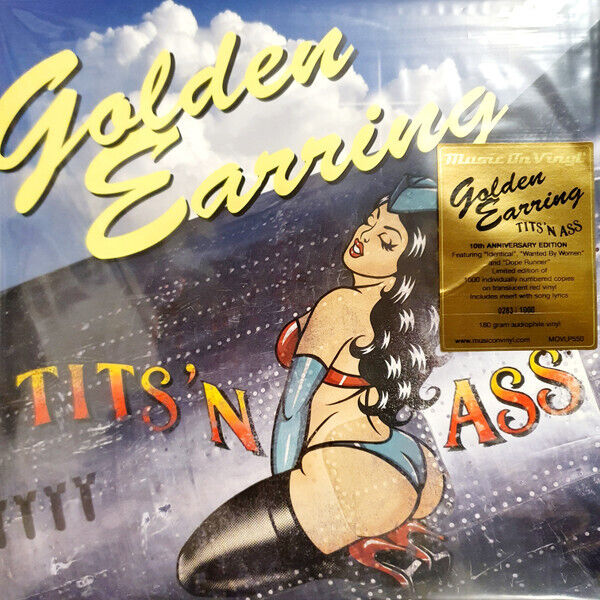 Golden
Earring
TITS'N ASS
Music On Vinyl
Golden
Earring
TITS'N ASS
10th ANNIVERSARY EDITION
Featuring "Identical", "Wanted By Women"
and "Dope Runner"
Limited edition of
1000 individually numbered copies
on translucent red vinyl
Includes insert with song lyrics
0283 1000
180 gram audiophile vinyl
www.musiconvinyl.com MOVLP550